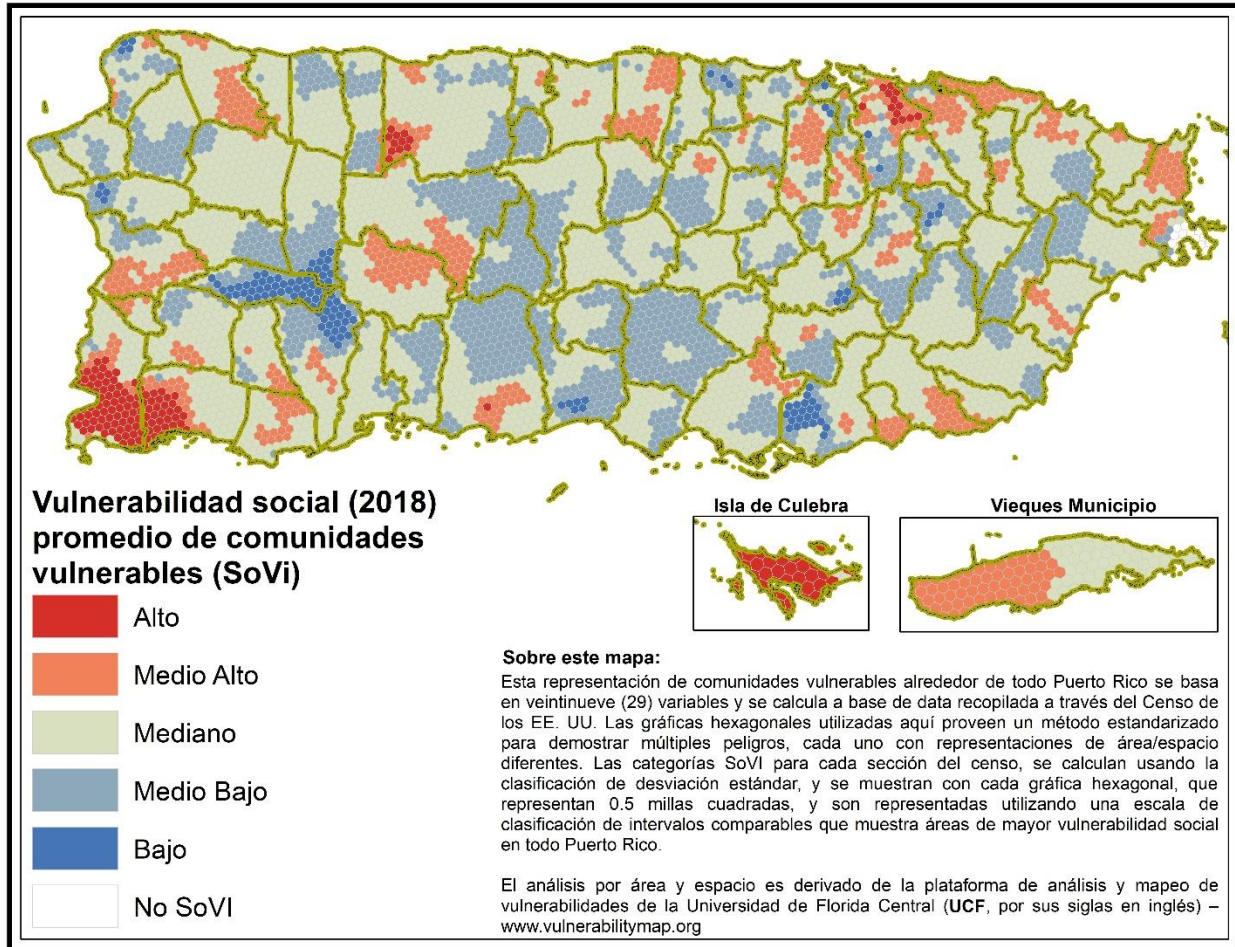 Vulnerabilidad social (2018)
promedio de comunidades
vulnerables (SoVi)
Alto
Medio Alto
Mediano
Medio Bajo
Bajo
No SoVI
Isla de Culebra
Vieques Municipio
Sobre este mapa:
Esta representación de comunidades vulnerables alrededor de todo Puerto Rico se basa
en veintinueve (29) variables y se calcula a base de data recopilada a través del Censo de
los EE. UU. Las gráficas hexagonales utilizadas aquí proveen un método estandarizado
para demostrar múltiples peligros, cada uno con representaciones de área/espacio
diferentes. Las categorías SoVI para cada sección del censo, se calculan usando la
clasificación de desviación estándar, y se muestran con cada gráfica hexagonal, que
representan 0.5 millas cuadradas, y son representadas utilizando una escala de
clasificación de intervalos comparables que muestra áreas de mayor vulnerabilidad social
en todo Puerto Rico.
El análisis por área y espacio es derivado de la plataforma de análisis y mapeo de
vulnerabilidades de la Universidad de Florida Central (UCF, por sus siglas en inglés) –
www.vulnerabilitymap.org